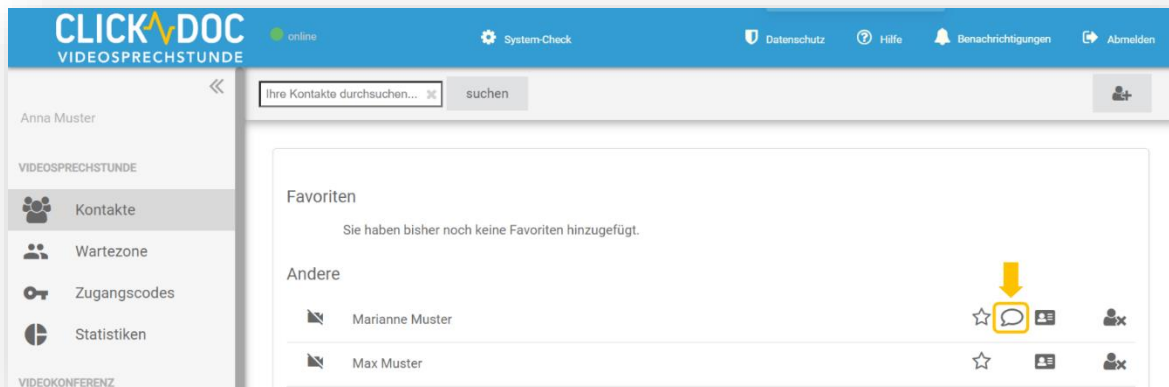 CLICK DOC
VIDEOSPRECHSTUNDE
online
System-Check
Datenschutz
Hilfe
Benachrichtigungen
Abmelden
Anna Muster
VIDEOSPRECHSTUNDE
Kontakte
Wartezone
Zugangscodes
Statistiken
VIDEOKONFERENZ
Ihre Kontakte durchsuchen...
suchen
Favoriten
Sie haben bisher noch keine Favoriten hinzugefügt.
Andere
Marianne Muster
Max Muster